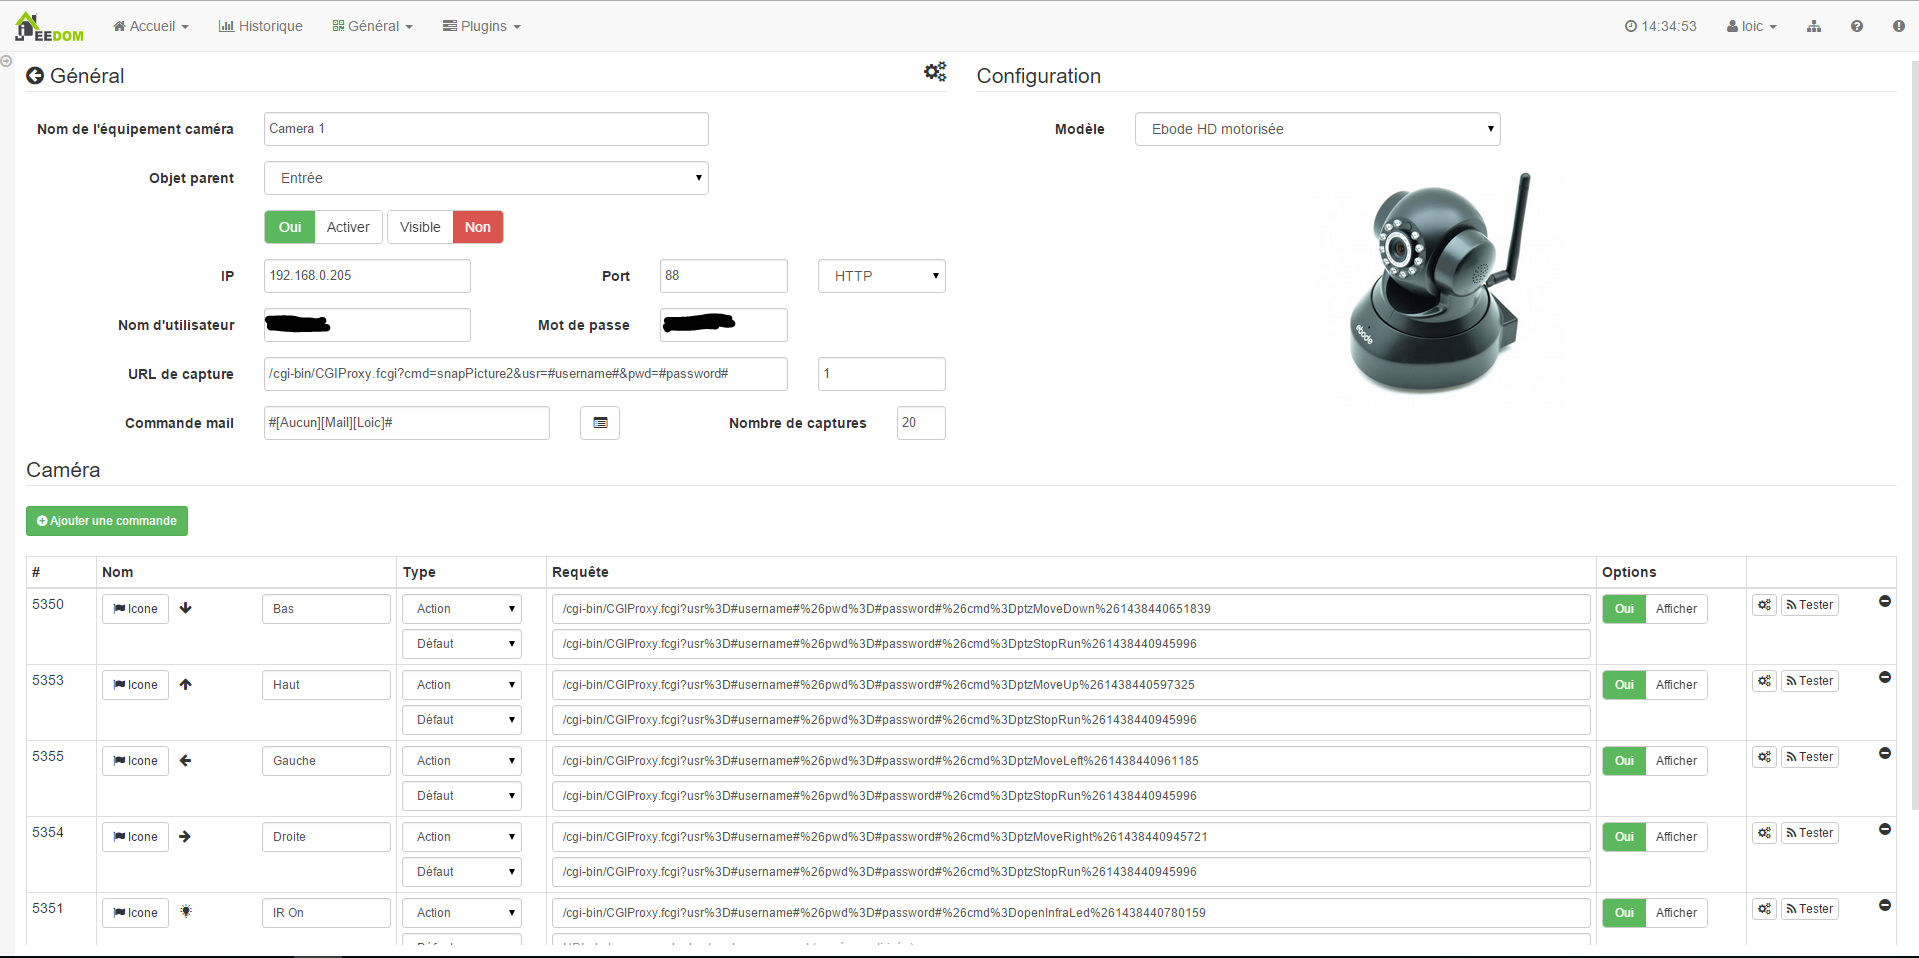 JEEDOM Accueil Historique Général Plugins 14:34:53 loic
Général
Configuration
Nom de l'équipement caméra Camera 1
Modèle Ebode HD motorisée
Objet parent Entrée
Oui Activer Visible Non
IP 192.168.0.205 Port 88 HTTP
Nom d'utilisateur Mot de passe
ebode
URL de capture /cgi-bin/CGIProxy.fcgi?cmd=snapPicture2&usr=#username#&pwd=#password# 1
Commande mail #[Aucun][Mail][Loic]# Nombre de captures 20
Caméra
Ajouter une commande
# Nom Type Requête Options
5350 Icone Bas Action /cgi-bin/CGIProxy.fcgi?usr%3D#username#%26pwd%3D#password#%26cmd%3DptzMoveDown%261438440651839 Oui Afficher Tester
Défaut /cgi-bin/CGIProxy.fcgi?usr%3D#username#%26pwd%3D#password#%26cmd%3DptzStopRun%261438440945996
5353 Icone Haut Action /cgi-bin/CGIProxy.fcgi?usr%3D#username#%26pwd%3D#password#%26cmd%3DptzMoveUp%261438440597325 Oui Afficher Tester
Défaut /cgi-bin/CGIProxy.fcgi?usr%3D#username#%26pwd%3D#password#%26cmd%3DptzStopRun%261438440945996
5355 Icone Gauche Action /cgi-bin/CGIProxy.fcgi?usr%3D#username#%26pwd%3D#password#%26cmd%3DptzMoveLeft%261438440961185 Oui Afficher Tester
Défaut /cgi-bin/CGIProxy.fcgi?usr%3D#username#%26pwd%3D#password#%26cmd%3DptzStopRun%261438440945996
5354 Icone Droite Action /cgi-bin/CGIProxy.fcgi?usr%3D#username#%26pwd%3D#password#%26cmd%3DptzMoveRight%261438440945721 Oui Afficher Tester
Défaut /cgi-bin/CGIProxy.fcgi?usr%3D#username#%26pwd%3D#password#%26cmd%3DptzStopRun%261438440945996
5351 Icone IR On Action /cgi-bin/CGIProxy.fcgi?usr%3D#username#%26pwd%3D#password#%26cmd%3DopenInfraLed%261438440780159 Oui Afficher Tester